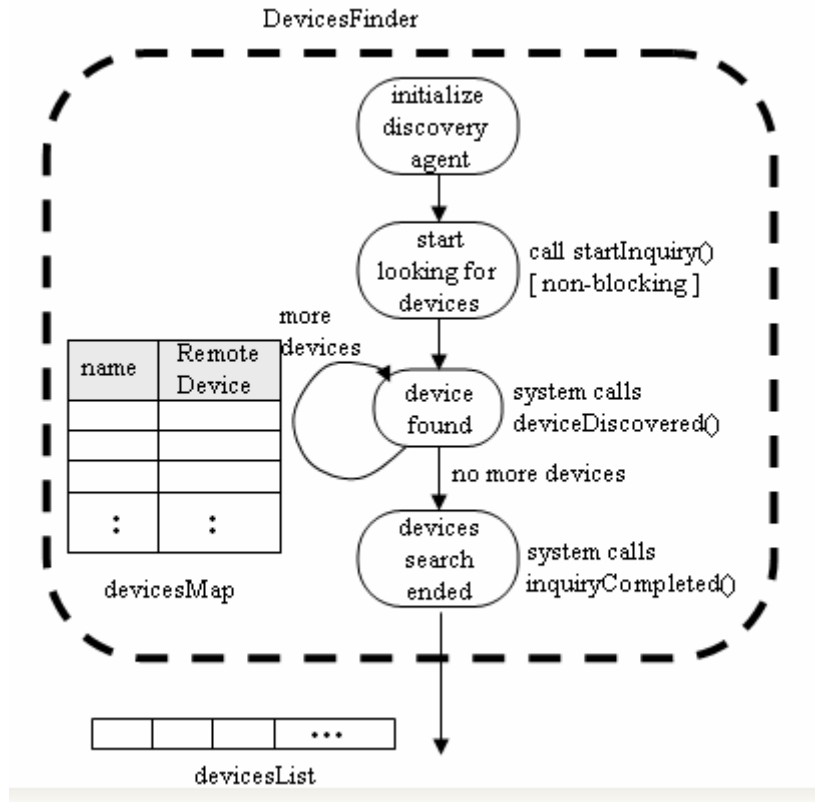 DevicesFinder
initialize
discovery
agent
start
looking for
devices
call startInquiry()
[ non-blocking ]
more
devices
name
Remote
Device
device
found
system calls
deviceDiscovered()
no more devices
:
:
devices
search
ended
system calls
inquiryCompleted()
devicesMap
...
devicesList